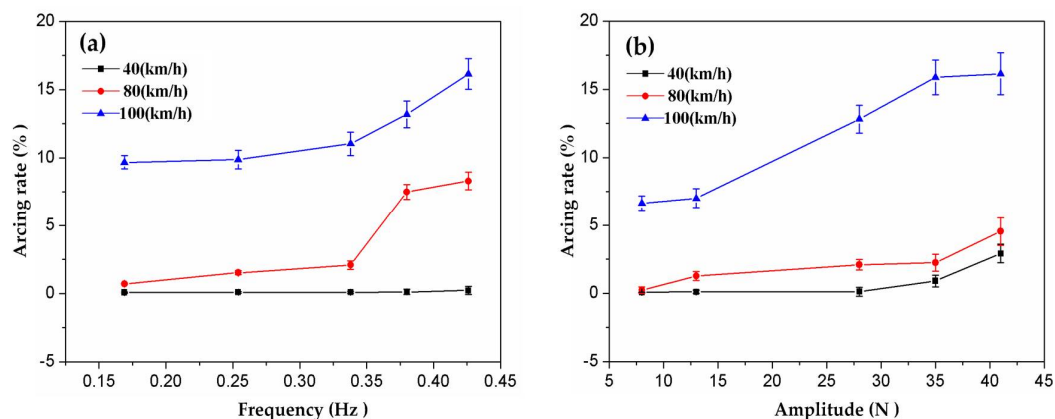 (a)
40(km/h)
80(km/h)
100(km/h)
Arcing rate (% )
20
15
10
5
0
-5
0.15 0.20 0.25 0.30 0.35 0.40 0.45
Frequency (Hz )
(b)
40(km/h)
80(km/h)
100(km/h)
Arcing rate (% )
20
15
10
5
0
-5
5 10 15 20 25 30 35 40 45
Amplitude (N )